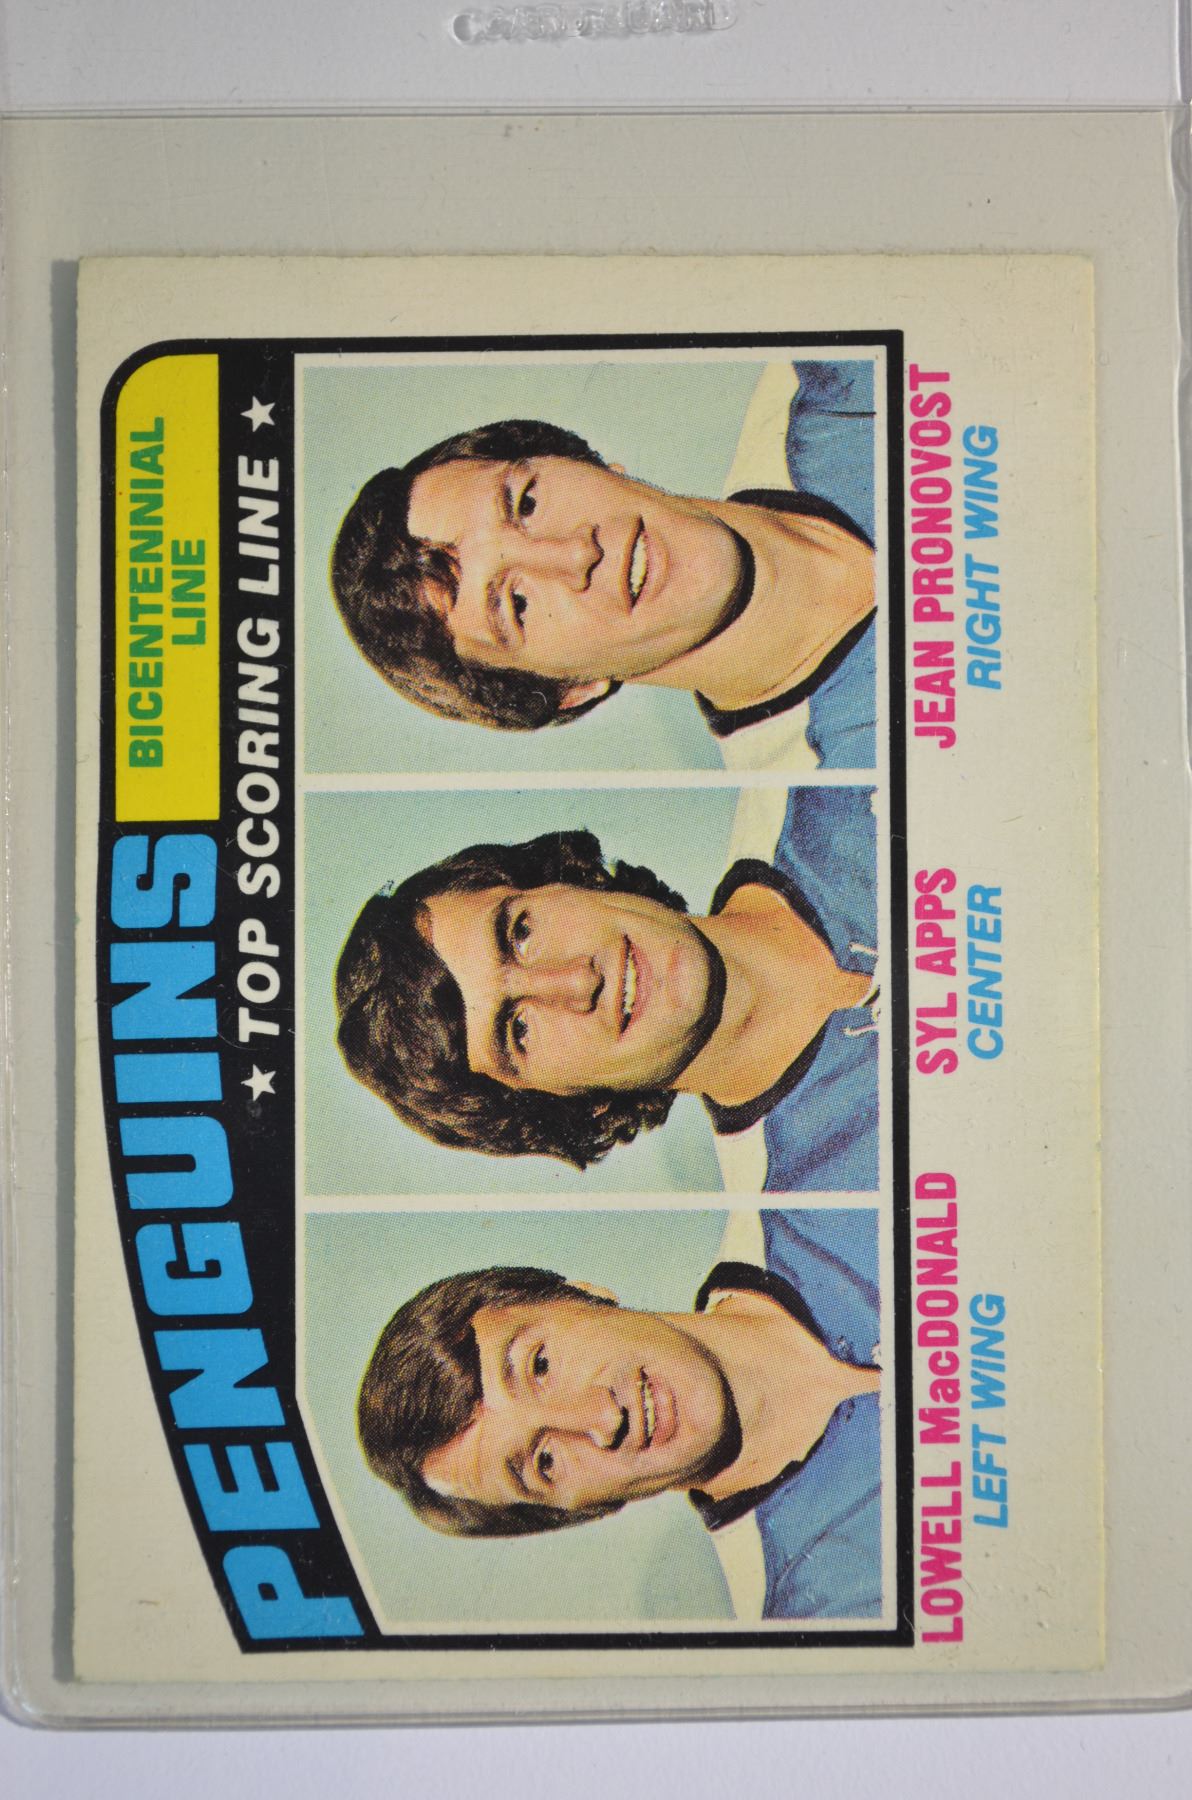 PENGUINS
BICENTENNIAL
LINE
★ TOP SCORING LINE ★
LOWELL MacDONALD
LEFT WING
SYL APPS
CENTER
JEAN PRONOVOST
RIGHT WING